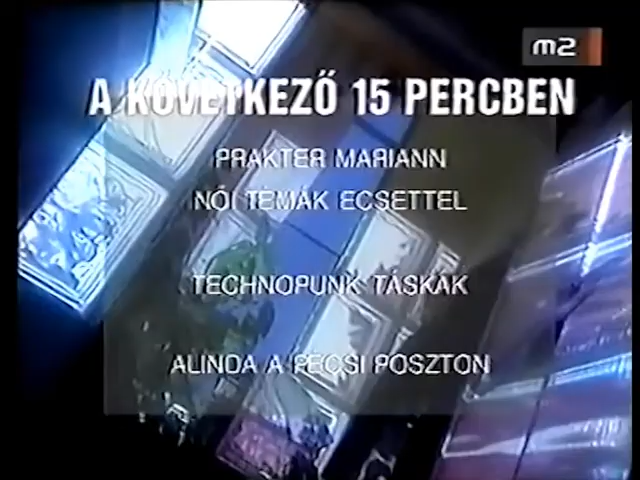 m2
A KÖVETKEZŐ 15 PERCBEN
PRAKTER MARIANN
NŐI TÉMÁK ECSETTEL
TECHNOPUNK TÁSKÁK
ALINDA A PÉCSI POSZTON